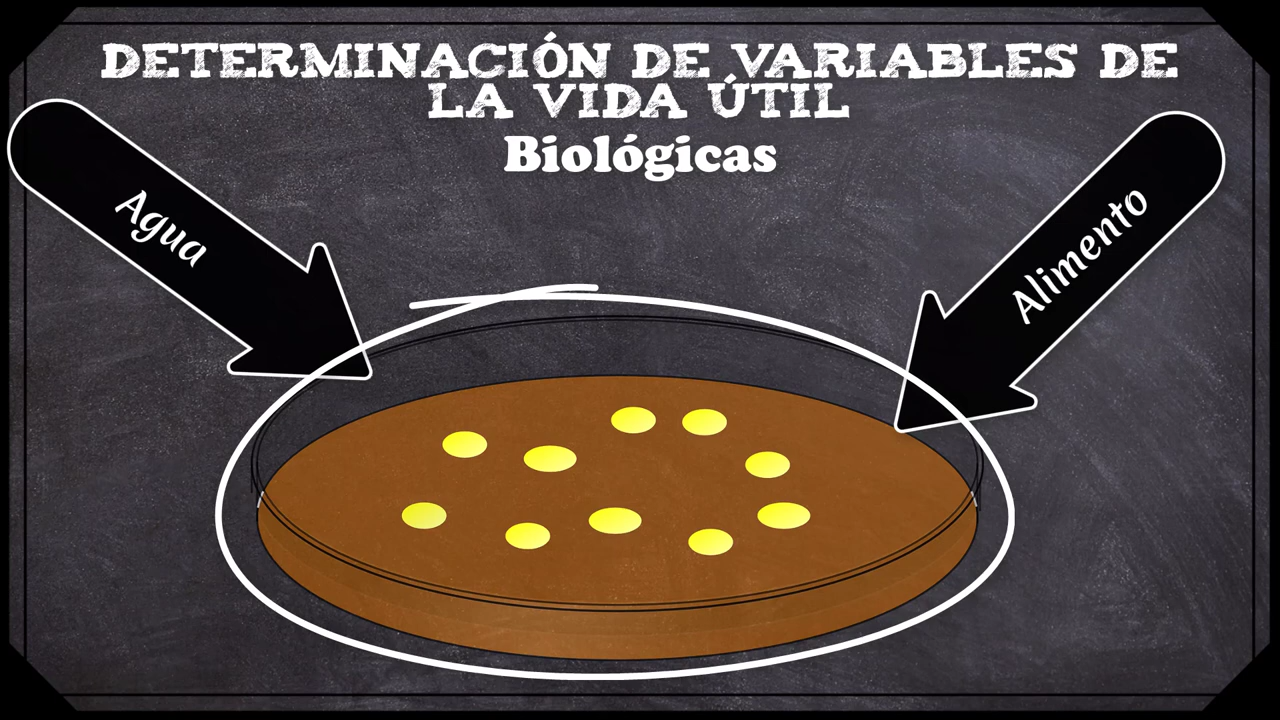 DETERMINACIÓN DE VARIABLES DE
LA VIDA ÚTIL
Biológicas
Agua
Alimento